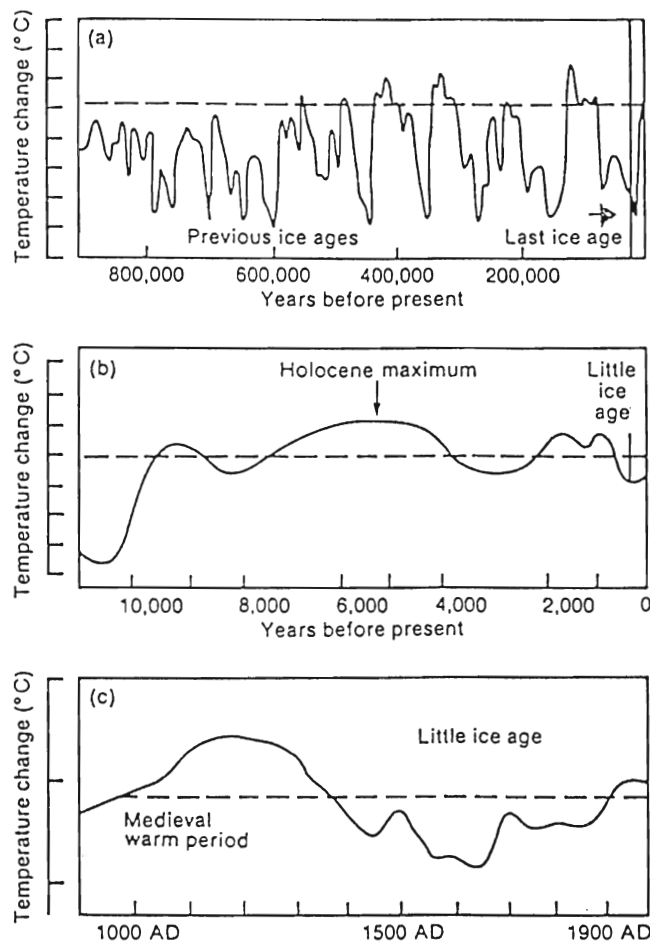 Temperature change (°C)
(a)
Previous ice ages
Last ice age
800,000
600,000
400,000
200,000
Years before present
Temperature change (°C)
(b)
Holocene maximum
Little
ice
age
10,000
8,000
6,000
4,000
2,000
0
Years before present
Temperature change (°C)
(c)
Little ice age
Medieval
warm period
1000 AD
1500 AD
1900 AD